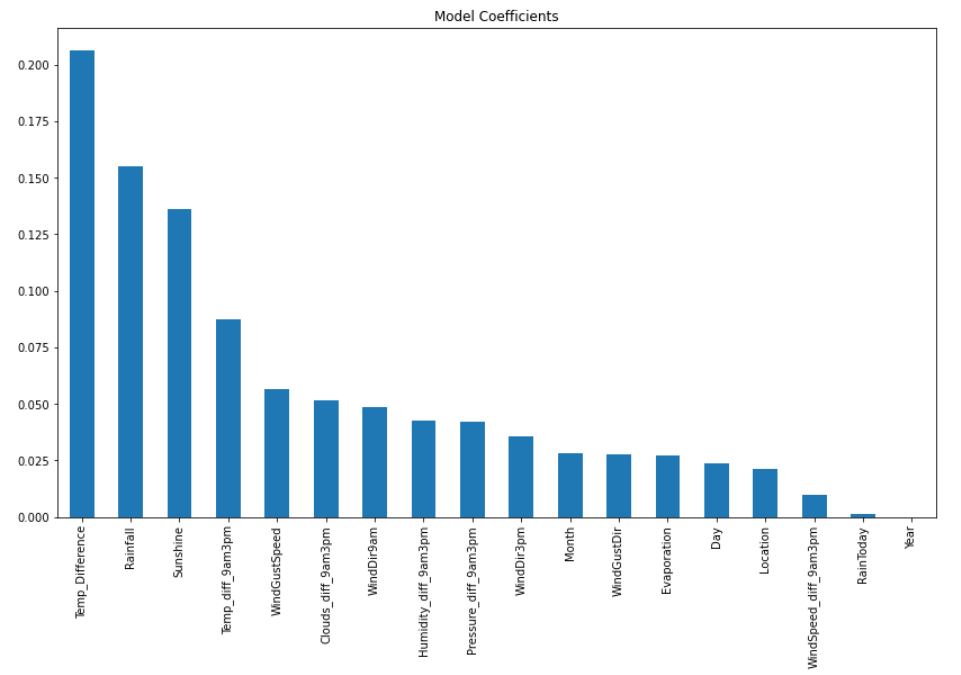 Model Coefficients
0.200
0.175
0.150
0.125
0.100
0.075
0.050
0.025
0.000
Temp_Difference
Rainfall
Sunshine
Temp_diff_9am3pm
WindGustSpeed
Clouds_diff_9am3pm
WindDir9am
Humidity_diff_9am3pm
Pressure_diff_9am3pm
WindDir3pm
Month
WindGustDir
Evaporation
Day
Location
WindSpeed_diff_9am3pm
RainToday
Year